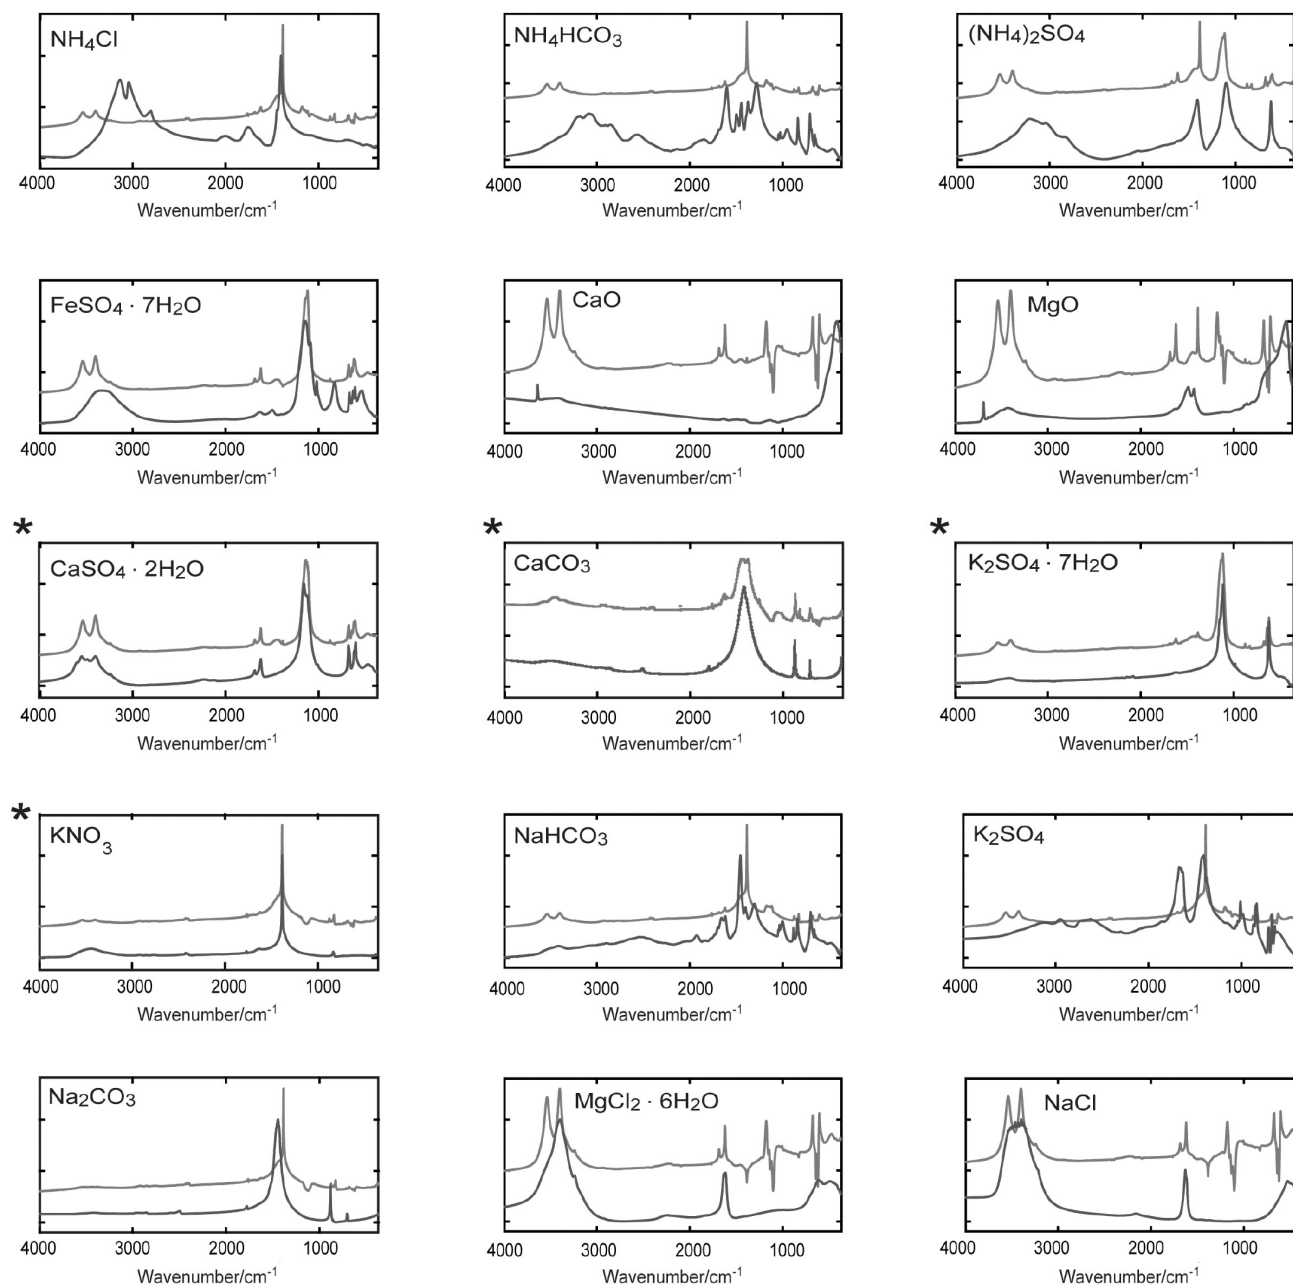 NH4Cl
NH4HCO3
(NH4)2SO4
4000 3000 2000 1000
4000 3000 2000 1000
4000 3000 2000 1000
Wavenumber/cm-1
Wavenumber/cm-1
Wavenumber/cm-1
FeSO4 · 7H2O
CaO
MgO
4000 3000 2000 1000
4000 3000 2000 1000
4000 3000 2000 1000
Wavenumber/cm-1
Wavenumber/cm-1
Wavenumber/cm-1
*
*
*
CaSO4 · 2H2O
CaCO3
K2SO4 · 7H2O
4000 3000 2000 1000
4000 3000 2000 1000
4000 3000 2000 1000
Wavenumber/cm-1
Wavenumber/cm-1
Wavenumber/cm-1
*
KNO3
NaHCO3
K2SO4
4000 3000 2000 1000
4000 3000 2000 1000
4000 3000 2000 1000
Wavenumber/cm-1
Wavenumber/cm-1
Wavenumber/cm-1
Na2CO3
MgCl2 · 6H2O
NaCl
4000 3000 2000 1000
4000 3000 2000 1000
4000 3000 2000 1000
Wavenumber/cm-1
Wavenumber/cm-1
Wavenumber/cm-1